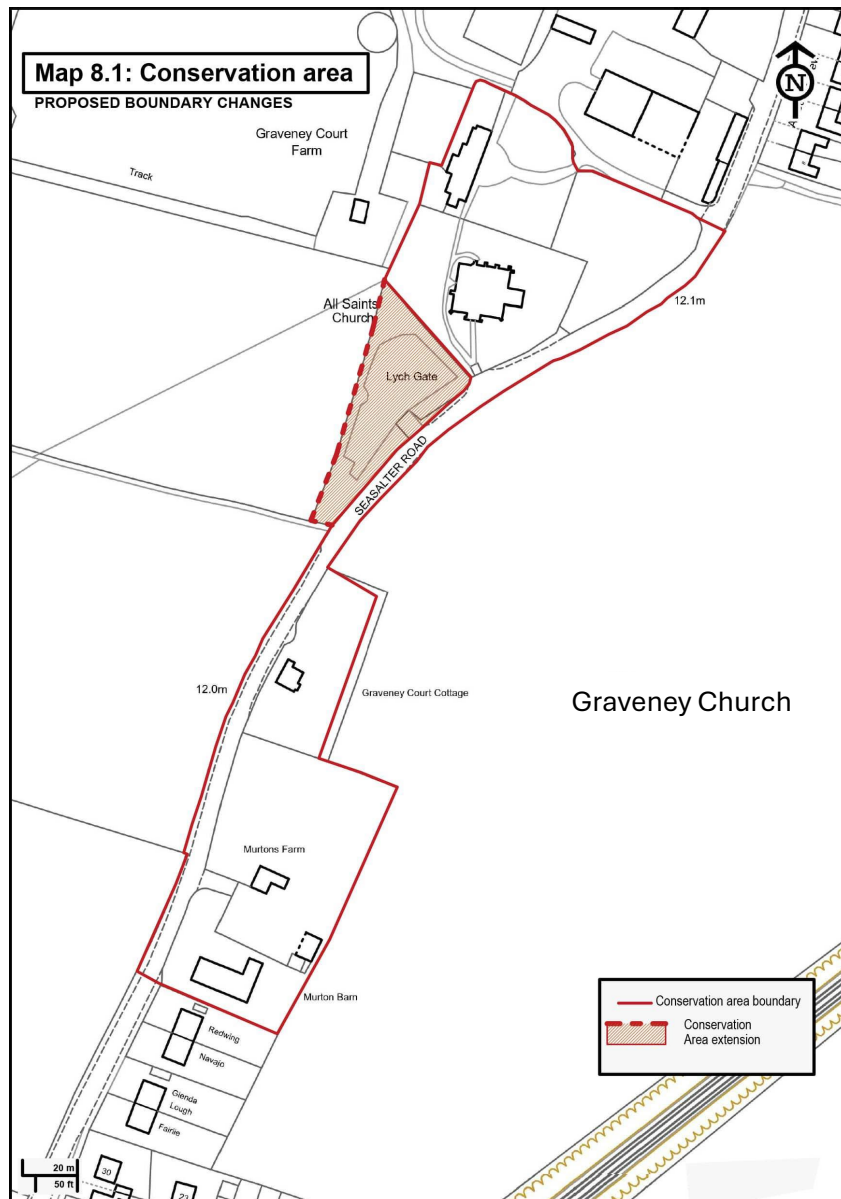 Map 8.1: Conservation area
PROPOSED BOUNDARY CHANGES
N
Graveney Court
Farm
Track
12.1m
All Saints
Church
Lych Gate
SEASALTER ROAD
12.0m
Graveney Court Cottage
Graveney Church
Murtons Farm
Murton Barn
Redwing
Navajo
Glenda
Lough
Fairlie
Conservation area boundary
Conservation
Area extension
20 m
50 ft
30
23